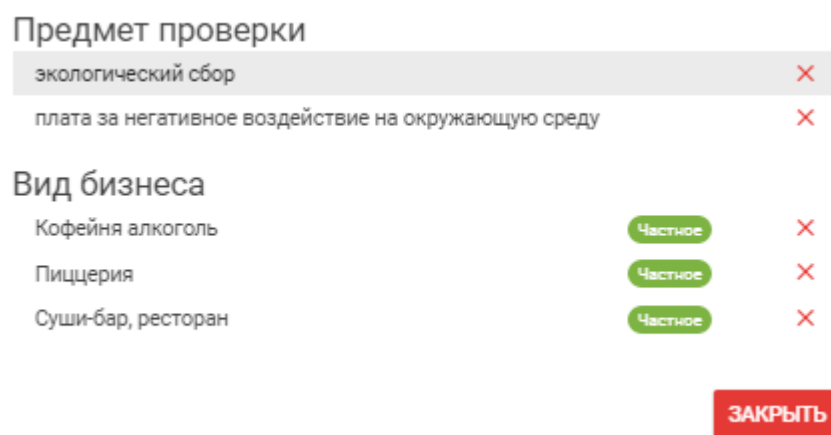 Предмет проверки
экологический сбор
плата за негативное воздействие на окружающую среду
Вид бизнеса
Кофейня алкоголь Частное
Пиццерия Частное
Суши-бар, ресторан Частное
ЗАКРЫТЬ